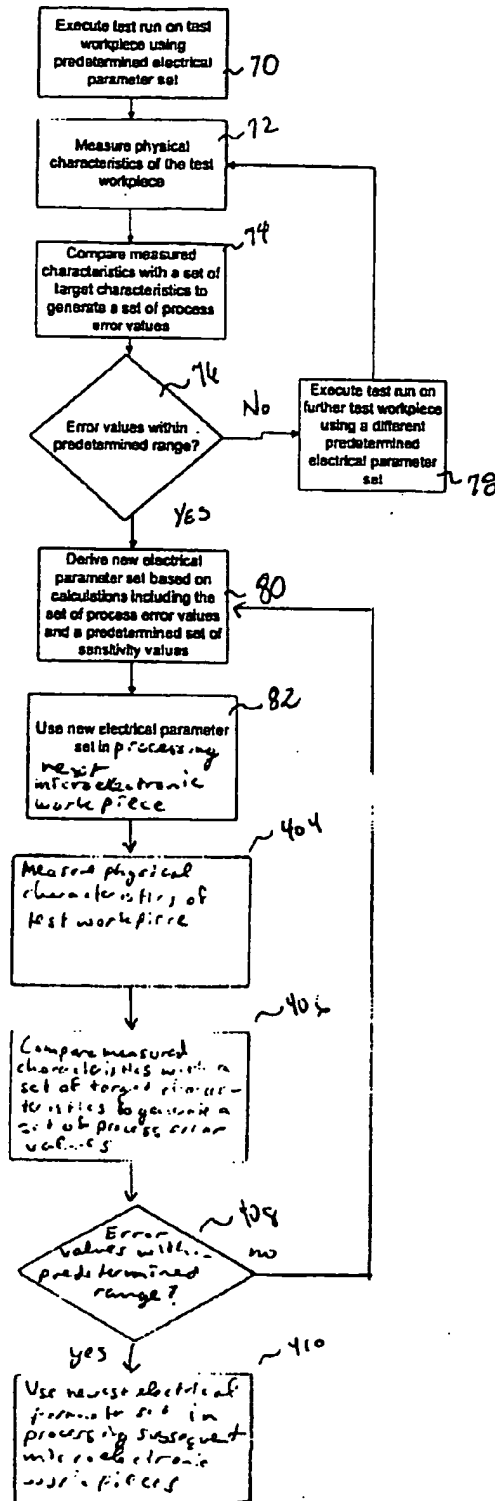 Execute test run on test
workpiece using
predetermined electrical
parameter set
70
72
Measure physical
characteristics of the test
workpiece
74
Compare measured
characteristics with a set of
target characteristics to
generate a set of process
error values
76
Error values within
predetermined range?
No
Execute test run on
further test workpiece
using a different
predetermined
electrical parameter
set
78
YES
Derive new electrical
parameter set based on
calculations including the
set of process error values
and a predetermined set of
sensitivity values
80
82
Use new electrical parameter
set in processing
next
microelectronic
workpiece
404
Measure physical
characteristics of
test workpiece
406
Compare measured
characteristics with a
set of target charac-
teristics to generate a
set of process error
values
408
Error
values within
predetermined
range?
no
yes
410
Use newest electrical
parameter set in
processing subsequent
microelectronic
workpieces